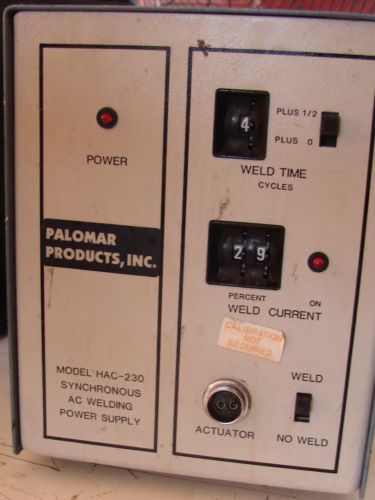 POWER
PALOMAR
PRODUCTS, INC.
MODEL HAC-230
SYNCHRONOUS
AC WELDING
POWER SUPPLY
4
PLUS 1/2
PLUS 0
WELD TIME
CYCLES
2 9
PERCENT
ON
WELD CURRENT
CALIBRATION
NOT
REQUIRED
WELD
ACTUATOR
NO WELD